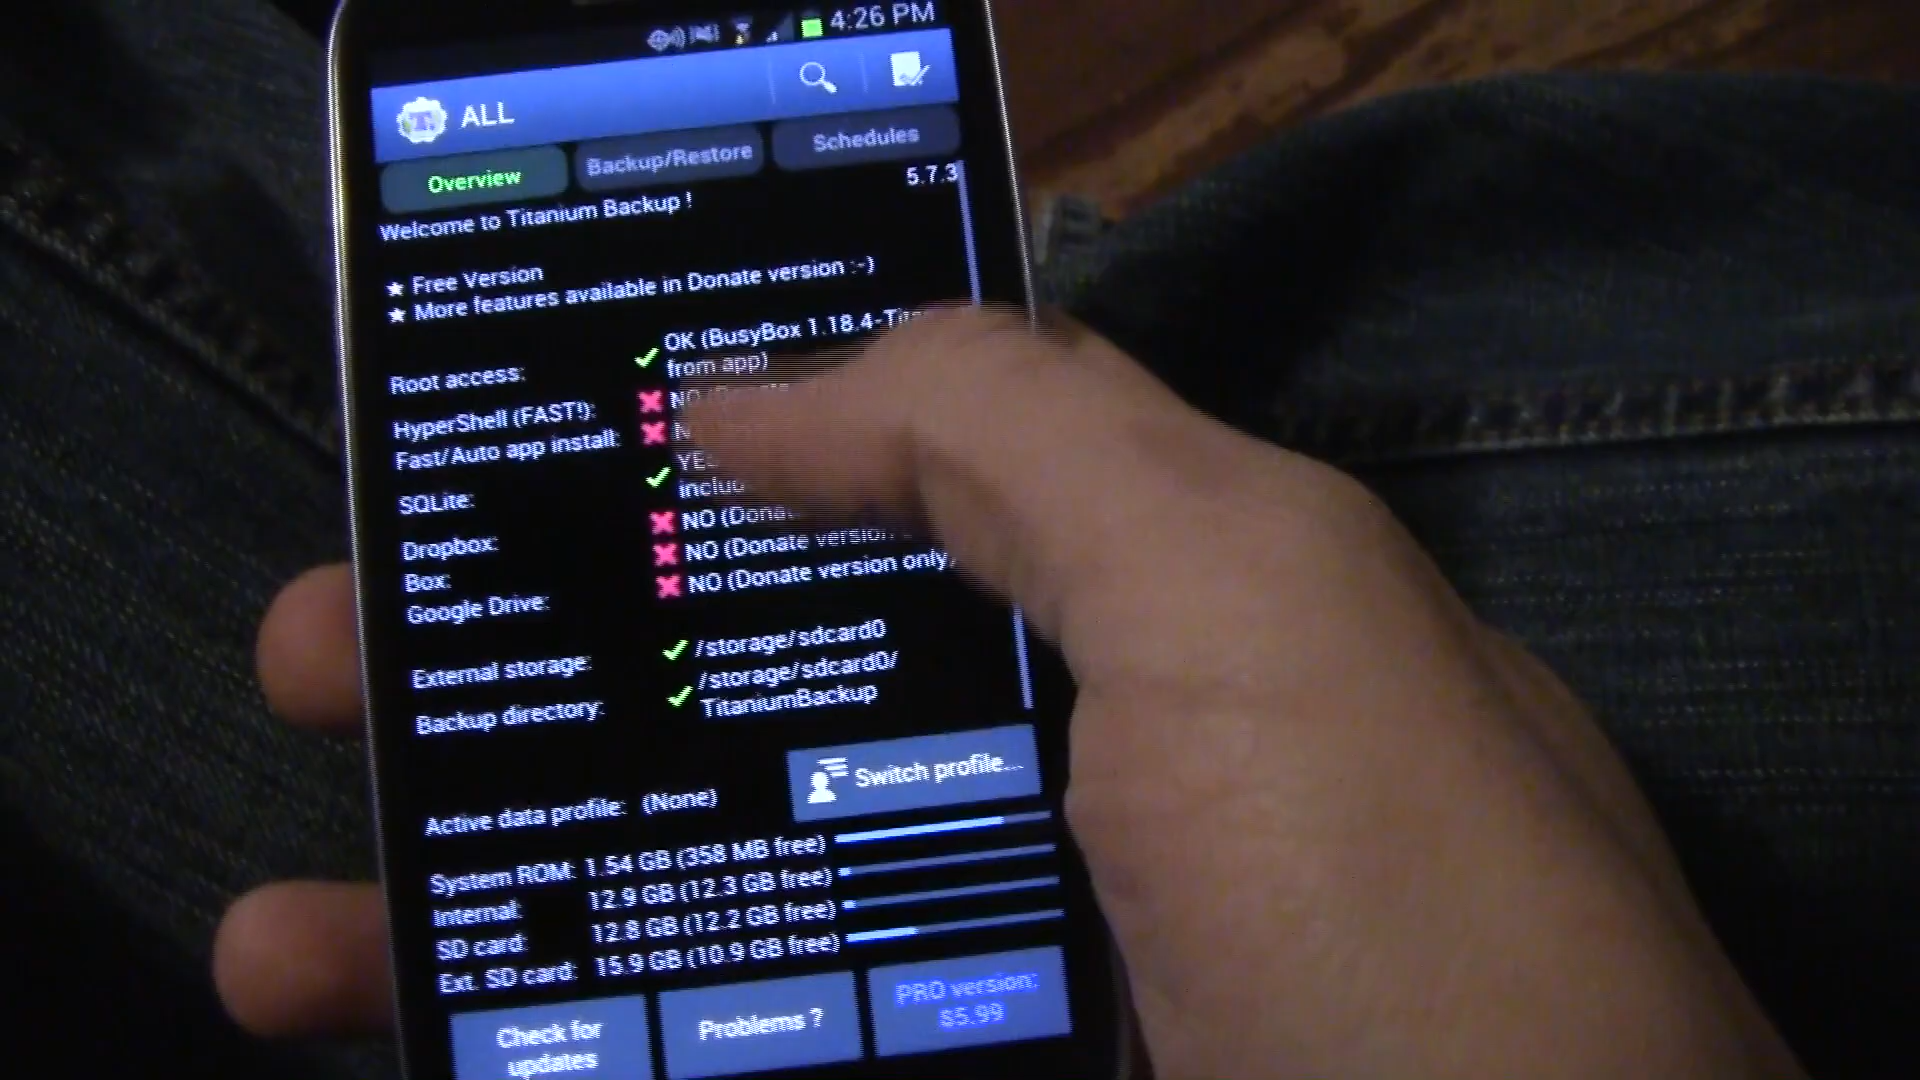 4:26 PM
ALL
Overview
Backup/Restore
Schedules
5.7.3
Welcome to Titanium Backup !
★ Free Version
★ More features available in Donate version :-)
Root access:
OK (BusyBox 1.18.4-
from app)
HyperShell (FAST!):
NO
Fast/Auto app install:
SQLite:
Dropbox:
NO
Box:
NO (Donate version
Google Drive:
NO (Donate version only
External storage:
/storage/sdcard0
Backup directory:
/storage/sdcard0/
TitaniumBackup
Active data profile: (None)
Switch profile...
System ROM: 1.54 GB (358 MB free)
Internal: 12.9 GB (12.3 GB free)
SD card: 12.8 GB (12.2 GB free)
Ext. SD card: 15.9 GB (10.9 GB free)
Check for
updates
Problems ?
PRO version:
$5.99